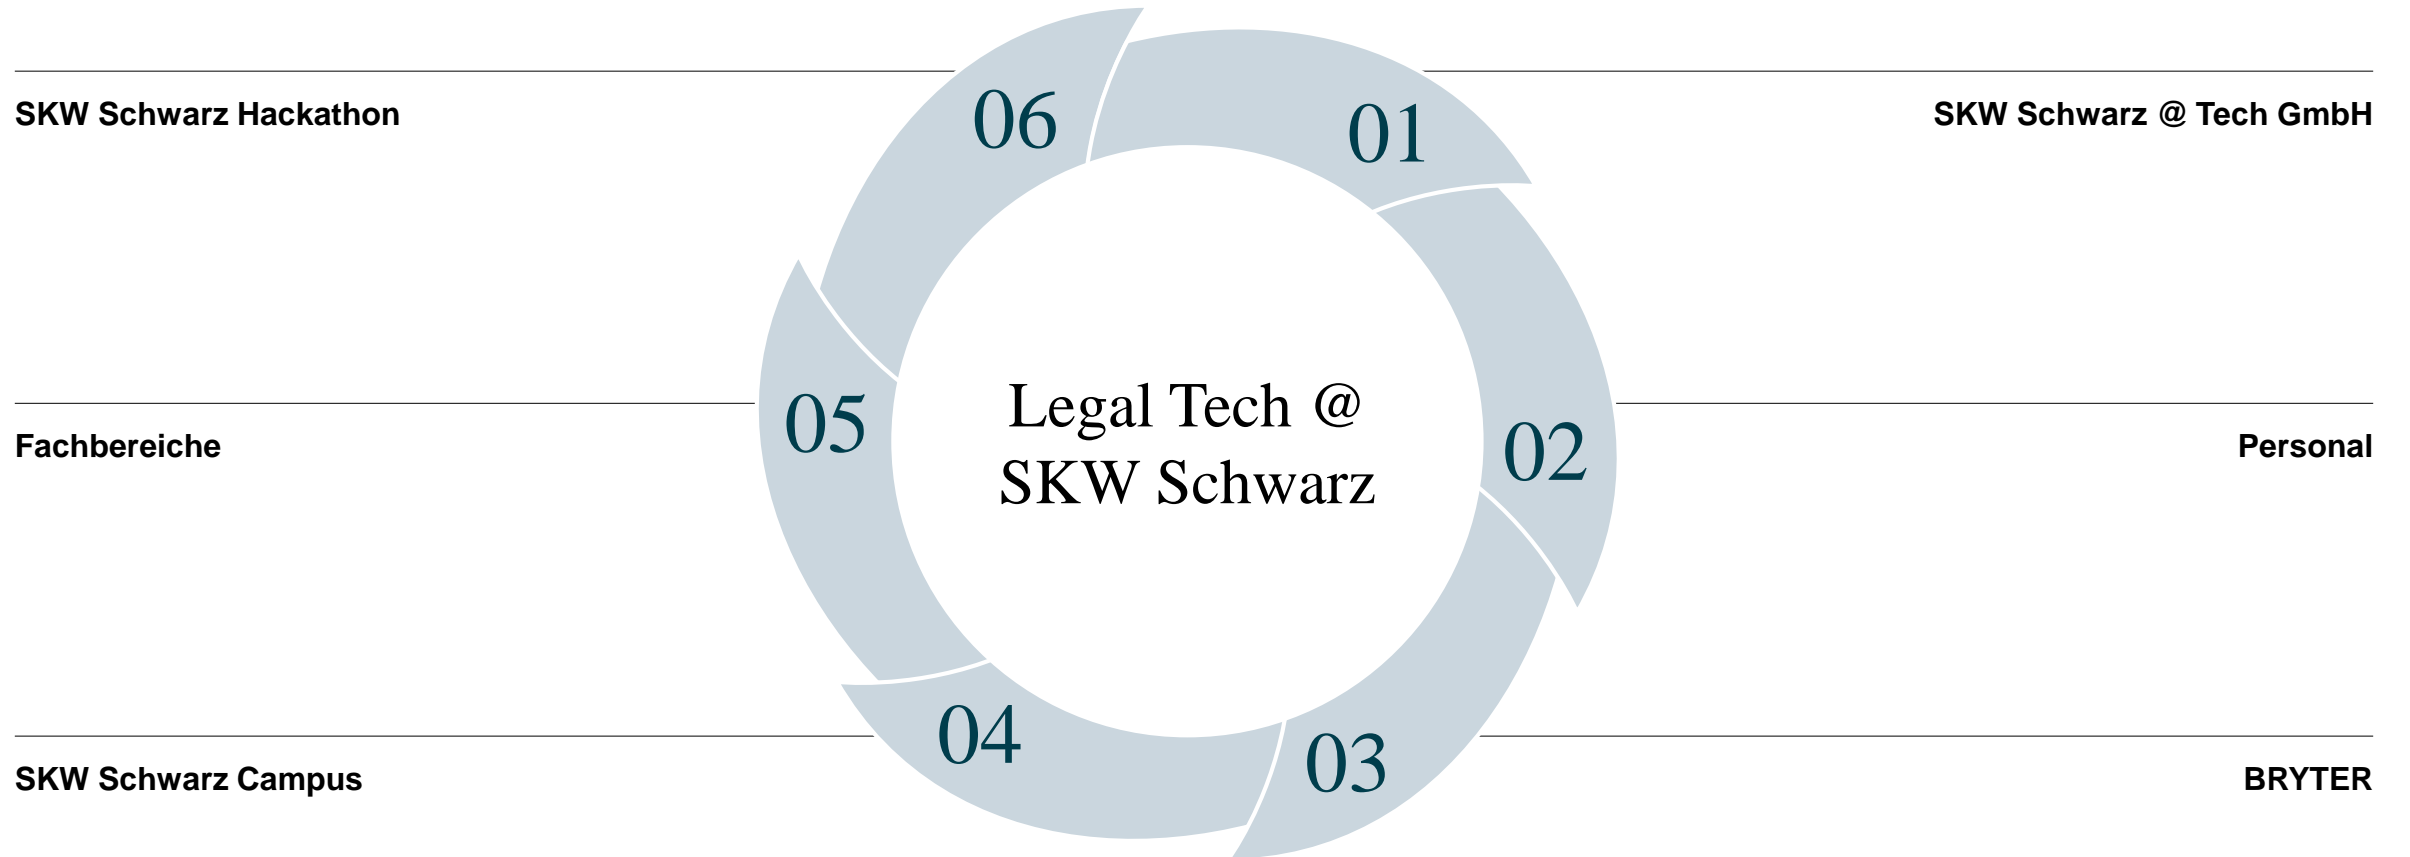 SKW Schwarz Hackathon
06
01
SKW Schwarz @ Tech GmbH
Legal Tech @
SKW Schwarz
Fachbereiche
05
02
Personal
SKW Schwarz Campus
04
03
BRYTER